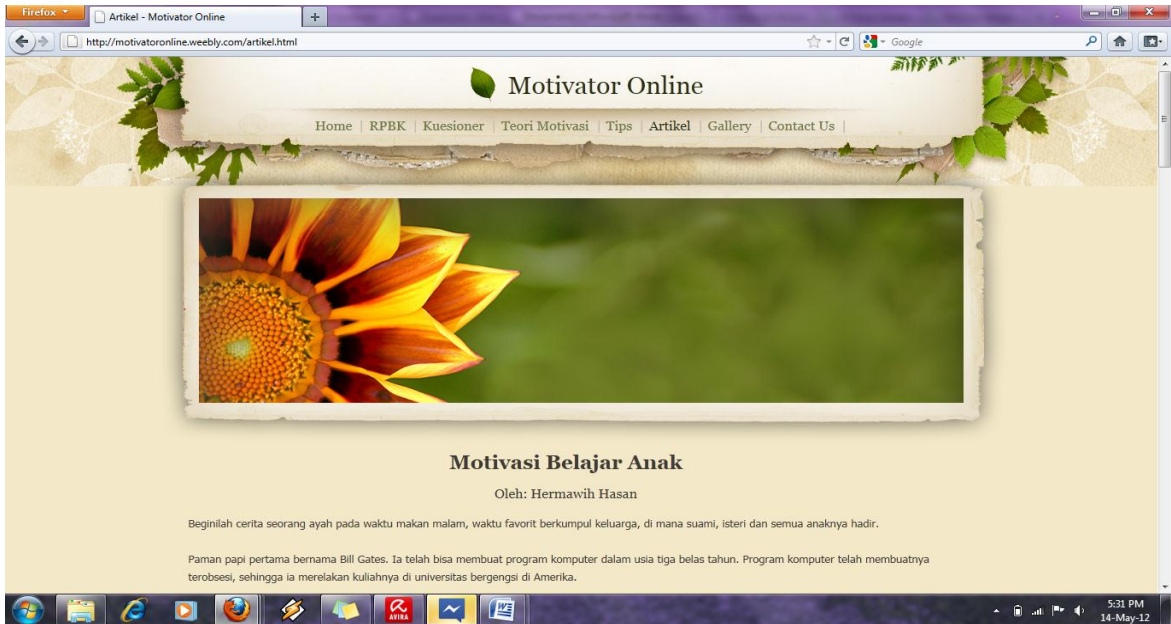 Firefox
Artikel - Motivator Online
http://motivatoronline.weebly.com/artikel.html
Google
Motivator Online
Home | RPBK | Kuesioner | Teori Motivasi | Tips | Artikel | Gallery | Contact Us |
Motivasi Belajar Anak
Oleh: Hermawih Hasan
Beginilah cerita seorang ayah pada waktu makan malam, waktu favorit berkumpul keluarga, di mana suami, isteri dan semua anaknya hadir.
Paman papi pertama bernama Bill Gates. Ia telah bisa membuat program komputer dalam usia tiga belas tahun. Program komputer telah membuatnya
terobsesi, sehingga ia merelakan kuliahnya di universitas bergengsi di Amerika.
AVIRA
5:31 PM
14-May-12